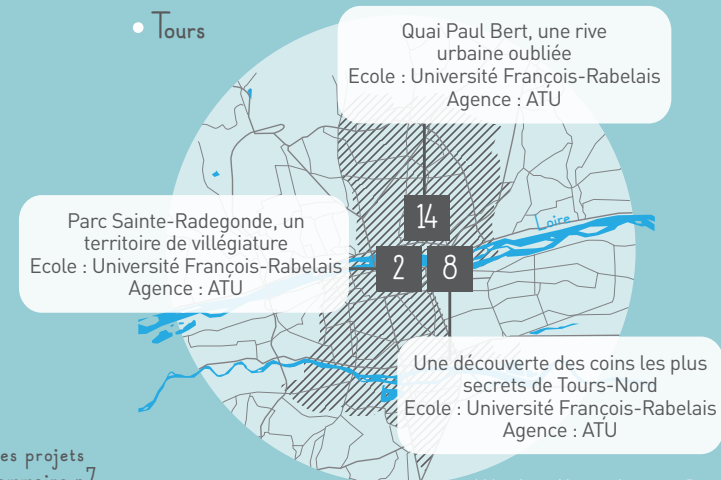 Tours
Quai Paul Bert, une rive
urbaine oubliée
Ecole : Université François-Rabelais
Agence : ATU
14
Loire
Parc Sainte-Radegonde, un
territoire de villégiature
Ecole : Université François-Rabelais
Agence : ATU
2
8
Une découverte des coins les plus
secrets de Tours-Nord
Ecole : Université François-Rabelais
Agence : ATU
es projets